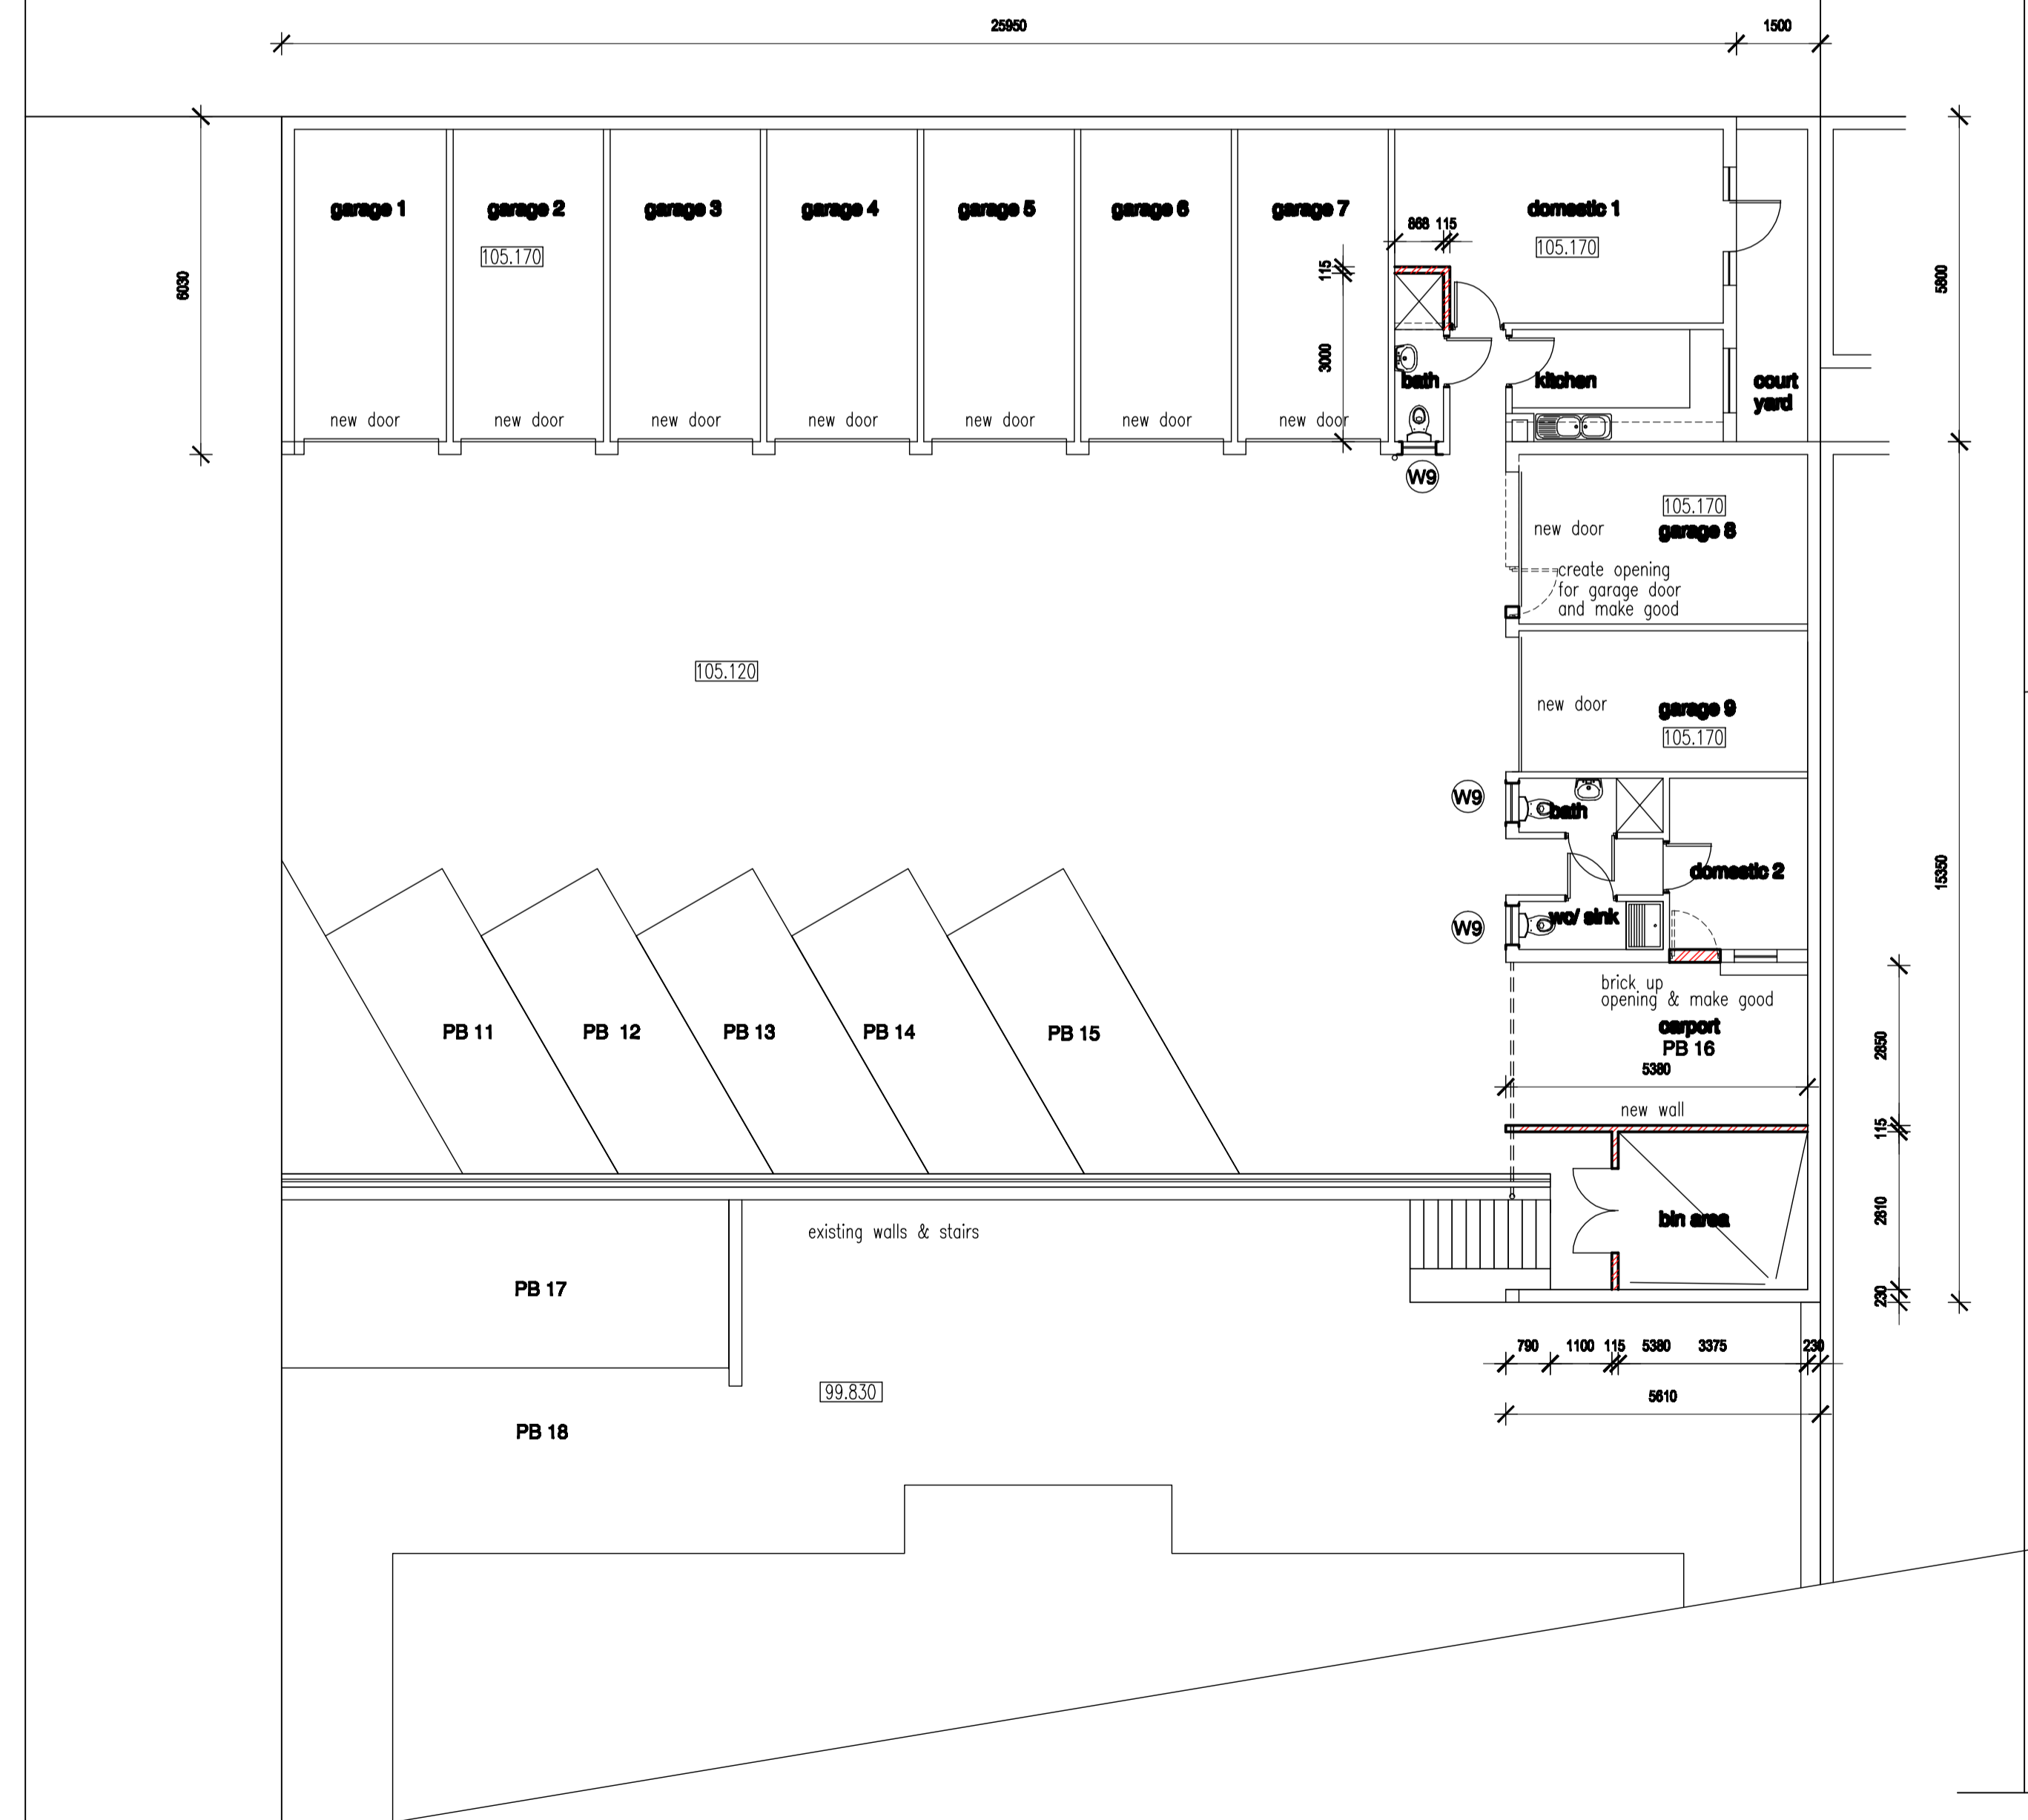 25950
1500
6030
5800
garage 1
garage 2
garage 3
garage 4
garage 5
garage 6
garage 7
domestic 1
105.170
105.170
868 115
115
3000
bath
kitchen
court
yard
new door
new door
new door
new door
new door
new door
new door
W9
105.170
garage 8
new door
create opening
for garage door
and make good
105.120
new door
garage 9
105.170
W9
bath
domestic 2
15350
W9
wc/ sink
brick up
opening & make good
carport
PB 16
5380
2850
PB 11
PB 12
PB 13
PB 14
PB 15
new wall
115
existing walls & stairs
bin area
2810
230
PB 17
790 1100 115 5380 3375 230
99.830
5610
PB 18